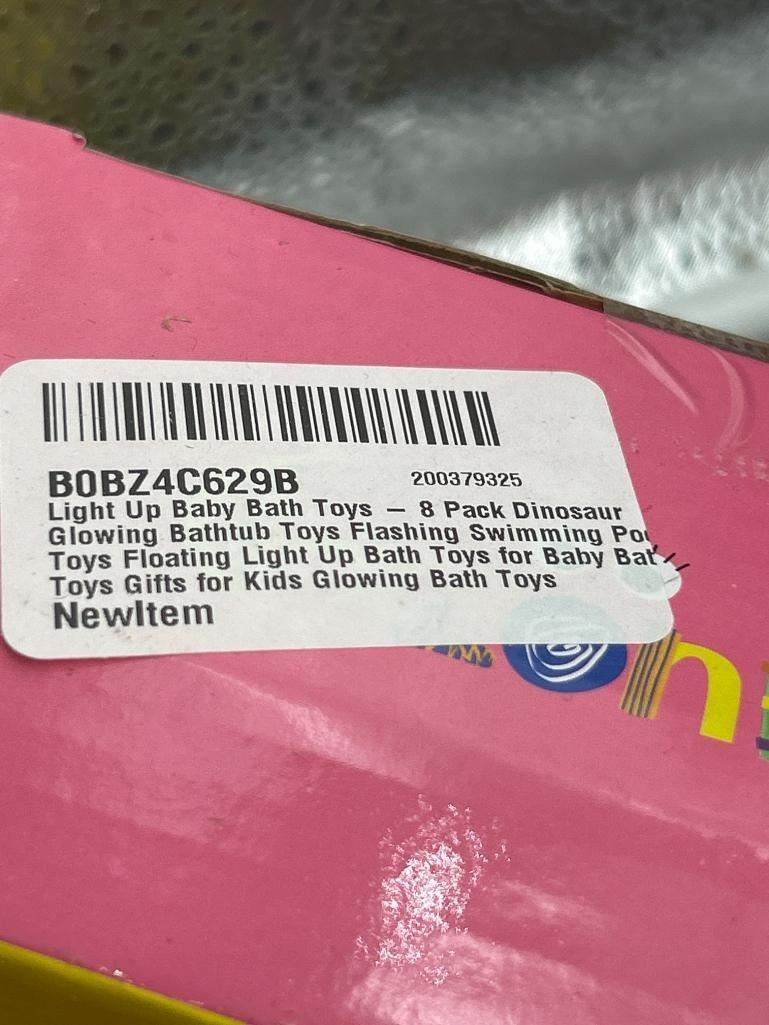 B0BZ4C629B 200379325
Light Up Baby Bath Toys – 8 Pack Dinosaur
Glowing Bathtub Toys Flashing Swimming
Toys Floating Light Up Bath Toys for Baby
Toys Gifts for Kids Glowing Bath Toys
NewItem